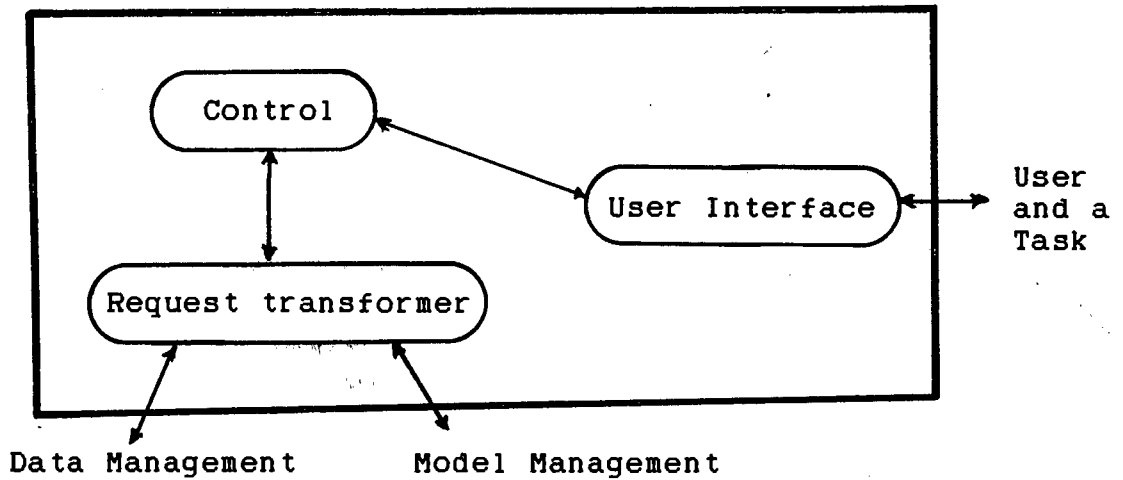 Control
User Interface
User
and a
Task
Request transformer
Data Management
Model Management